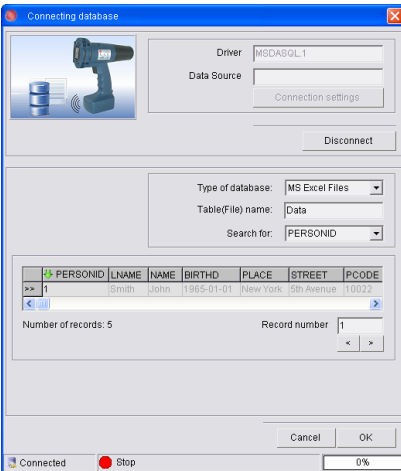 Connecting database
Driver MSDASQL.1
Data Source
Connection settings
Disconnect
Type of database: MS Excel Files
Table(File) name: Data
Search for: PERSONID
PERSONID LNAME NAME BIRTHD PLACE STREET PCODE
>> 1 Smith John 1965-01-01 New York 5th Avenue 10022
Number of records: 5 Record number 1
< >
Cancel OK
Connected Stop 0%